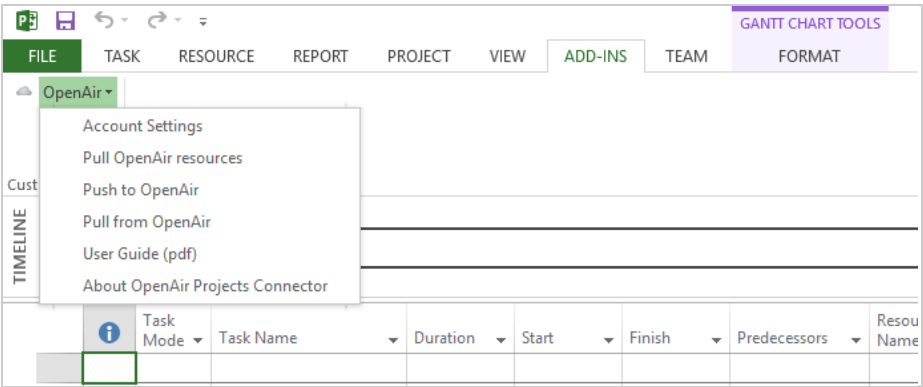 GANTT CHART TOOLS
FILE TASK RESOURCE REPORT PROJECT VIEW ADD-INS TEAM FORMAT
OpenAir
Account Settings
Pull OpenAir resources
Cust
Push to OpenAir
Pull from OpenAir
User Guide (pdf)
About OpenAir Projects Connector
TIMELINE
Task Mode Task Name Duration Start Finish Predecessors Resou Name